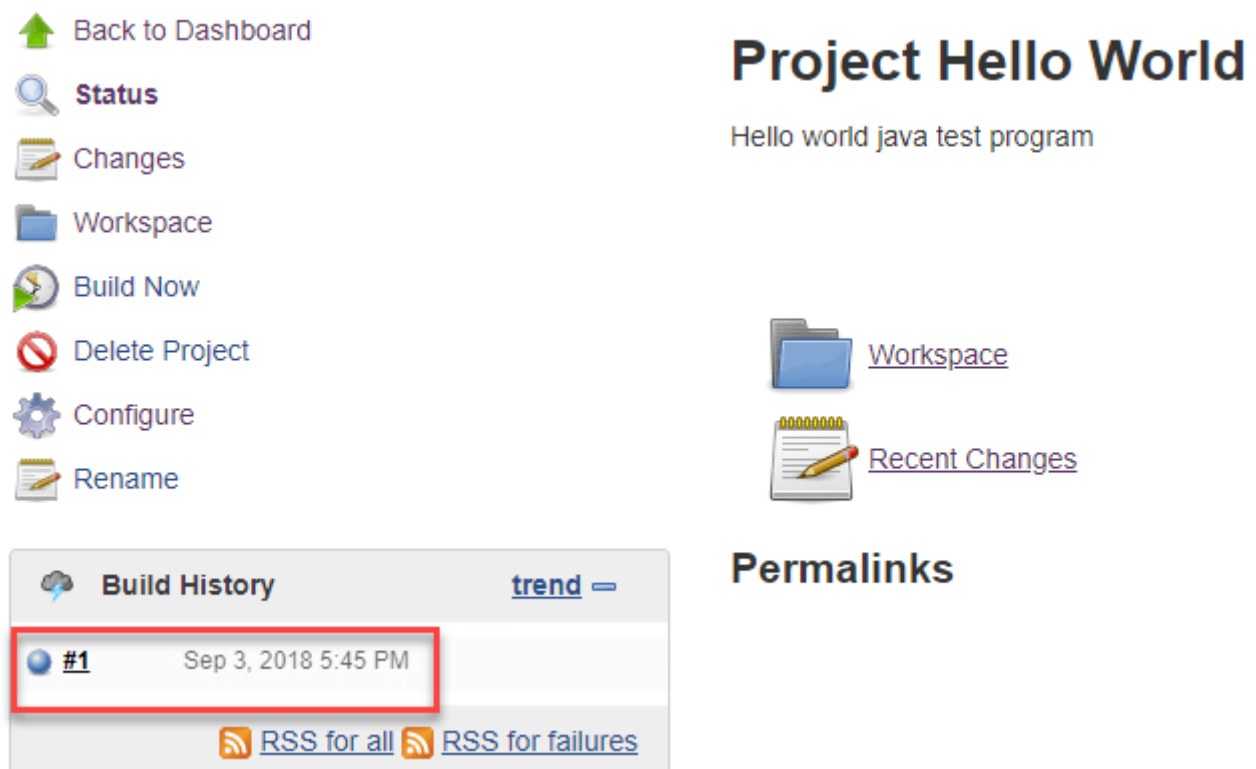 Back to Dashboard
Status
Changes
Workspace
Build Now
Delete Project
Configure
Rename
Build History trend
#1 Sep 3, 2018 5:45 PM
RSS for all RSS for failures
Project Hello World
Hello world java test program
Workspace
Recent Changes
Permalinks